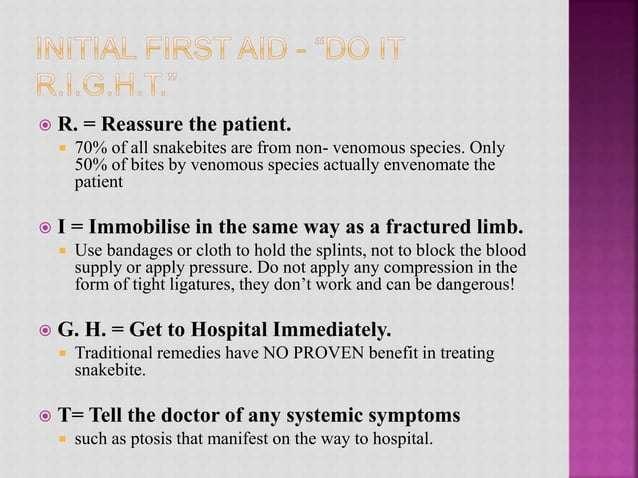 INITIAL FIRST AID - “DO IT
R.I.G.H.T.”
R. = Reassure the patient.
70% of all snakebites are from non- venomous species. Only
50% of bites by venomous species actually envenomate the
patient
I = Immobilise in the same way as a fractured limb.
Use bandages or cloth to hold the splints, not to block the blood
supply or apply pressure. Do not apply any compression in the
form of tight ligatures, they don’t work and can be dangerous!
G. H. = Get to Hospital Immediately.
Traditional remedies have NO PROVEN benefit in treating
snakebite.
T= Tell the doctor of any systemic symptoms
such as ptosis that manifest on the way to hospital.